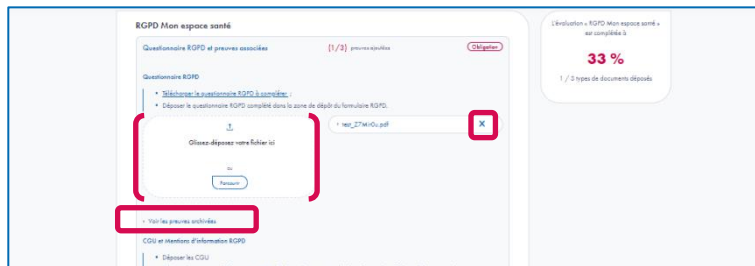 RGPD Mon espace santé
Questionnaire RGPD et preuves associées (1/3) preuves ajoutées Obligation
Questionnaire RGPD
• Télécharger le questionnaire RGPD à compléter ;
• Déposer le questionnaire RGPD complété dans la zone de dépôt du formulaire RGPD.
Glissez-déposez votre fichier ici
ou
Parcourir
X
› Voir les preuves archivées
CGU et Mentions d'information RGPD
• Déposer les CGU
L'évaluation « RGPD Mon espace santé »
est complétée à
33 %
1 / 3 types de documents déposés